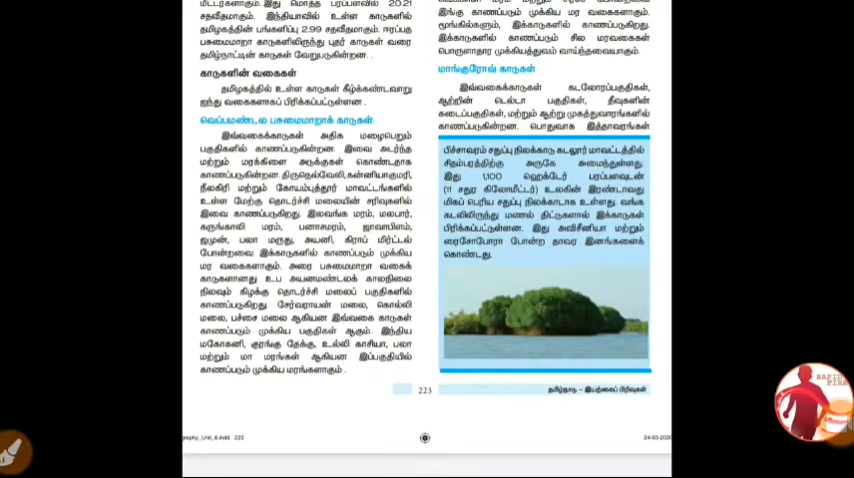 மீட்டர்களாகும். இது மொத்த பரப்பளவில் 20.21
சதவீதமாகும். இந்தியாவில் உள்ள காடுகளில்
தமிழகத்தின் பங்களிப்பு 2.99 சதவீதமாகும். ஈரப்பத
பசுமைமாறா காடுகளிலிருந்து புதர் காடுகள் வரை
தமிழ்நாட்டின் காடுகள் வேறுபடுகின்றன. .
காடுகளின் வகைகள்
தமிழகத்தில் உள்ள காடுகள் கீழ்க்கண்டவாறு
ஐந்து வகைகளாகப் பிரிக்கப்பட்டுள்ளன .
வெப்பமண்டல பசுமைமாறாக் காடுகள்
இவ்வகைக்காடுகள் அதிக மழைபெறும்
பகுதிகளில் காணப்படுகின்றன. இவை அடர்ந்த
மற்றும் மரக்கிளை அடுக்குகள் கொண்டதாக
காணப்படுகின்றன. திருநெல்வேலி,கன்னியாகுமரி,
நீலகிரி மற்றும் கோயம்புத்தூர் மாவட்டங்களில்
உள்ள மேற்கு தொடர்ச்சி மலையின் சரிவுகளில்
இவை காணப்படுகிறது. இலவங்க மரம், மலபார்,
கருங்காலி மரம், பனாசமரம், ஜாவாபிளம்,
ஜமுன், பலா மருது, அயனி, கிராப் மிர்ட்டல்
போன்றவை இக்காடுகளில் காணப்படும் முக்கிய
மர வகைகளாகும். அரை பசுமைமாறா வகைக்
காடுகளானது உப அயனமண்டலக் காலநிலை
நிலவும் கிழக்கு தொடர்ச்சி மலைப் பகுதிகளில்
காணப்படுகிறது. சேர்வராயன் மலை, கொல்லி
மலை, பச்சை மலை ஆகியன இவ்வகை காடுகள்
காணப்படும் முக்கிய பகுதிகள் ஆகும். இந்திய
மகோகனி, குரங்கு தேக்கு, உல்லி காசியா, பலா
மற்றும் மா மரங்கள் ஆகியன இப்பகுதியில்
காணப்படும் முக்கிய மரங்களாகும் .
இங்கு காணப்படும் முக்கிய மர வகைகளாகும்.
மூங்கில்களும், இக்காடுகளில் காணப்படுகிறது.
இக்காடுகளில் காணப்படும் சில மரவகைகள்
பொருளாதார முக்கியத்துவம் வாய்ந்தவையாகும்.
மாங்குரோவ் காடுகள்
இவ்வகைக்காடுகள் கடலோரப்பகுதிகள்,
ஆற்றின் டெல்டா பகுதிகள், தீவுகளின்
கடைப்பகுதிகள், மற்றும் ஆற்று முகத்துவாரங்களில்
காணப்படுகின்றன. பொதுவாக இத்தாவரங்கள்
பிச்சாவரம் சதுப்பு நிலக்காடு கடலூர் மாவட்டத்தில்
சிதம்பரத்திற்கு அருகே அமைந்துள்ளது.
இது 1,100 ஹெக்டேர் பரப்பளவுடன்
(11 சதுர கிலோமீட்டர்) உலகின் இரண்டாவது
மிகப் பெரிய சதுப்பு நிலக்காடாக உள்ளது. வங்க
கடலிலிருந்து மணல் திட்டுகளால் இக்காடுகள்
பிரிக்கப்பட்டுள்ளன. இது அவிசீனியா மற்றும்
ரைசோபோரா போன்ற தாவர இனங்களைக்
கொண்டது.
223
தமிழ்நாடு – இயற்கைப் பிரிவுகள்
graphy_Unit_6.indd 223
24-03-2020
RAPID
FIRE